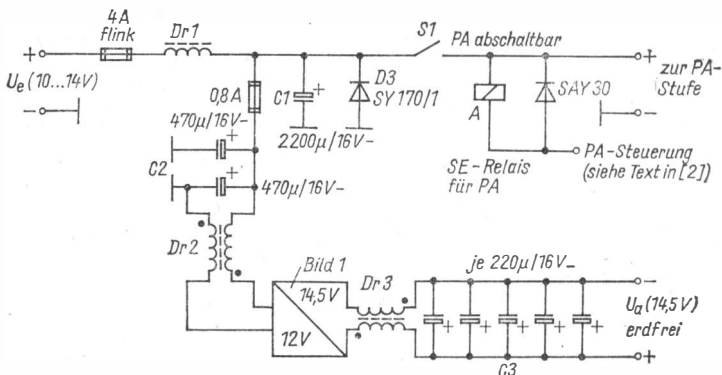 4A
flink
Dr1
S1
PA abschaltbar
+
+
U_e (10...14V)
0,8A
C1
+
D3
SY 170/1
A
SAY 30
zur PA-
Stufe
-
-
470µ/16V-
+
2200µ/16V-
C2
+
470µ/16V-
SE-Relais
für PA
PA-Steuerung
(siehe Text in [2])
Dr2
Bild 1
14,5V
12V
Dr3
je 220µ/16V-
-
U_a (14,5V)
erdfrei
+ + + + +
+
C3